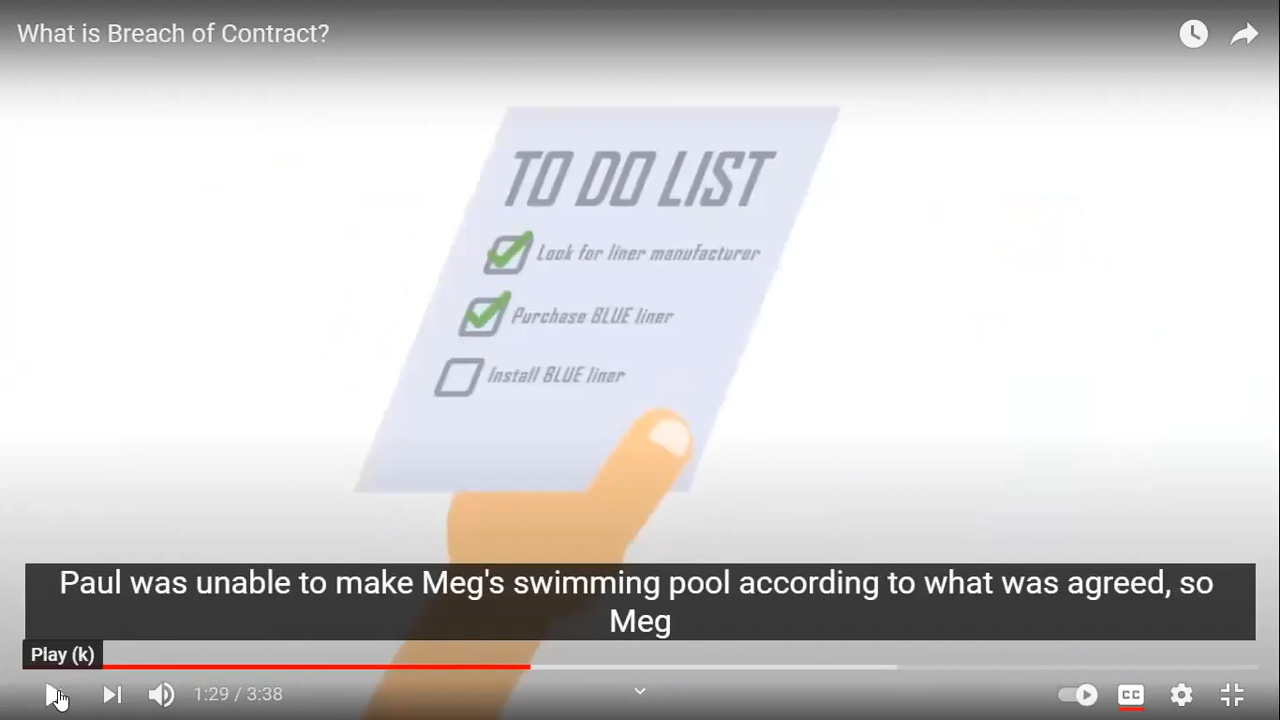 What is Breach of Contract?
TO DO LIST
Look for liner manufacturer
Purchase BLUE liner
Install BLUE liner
Paul was unable to make Meg's swimming pool according to what was agreed, so
Meg
Play (k)
1:29 / 3:38
CC